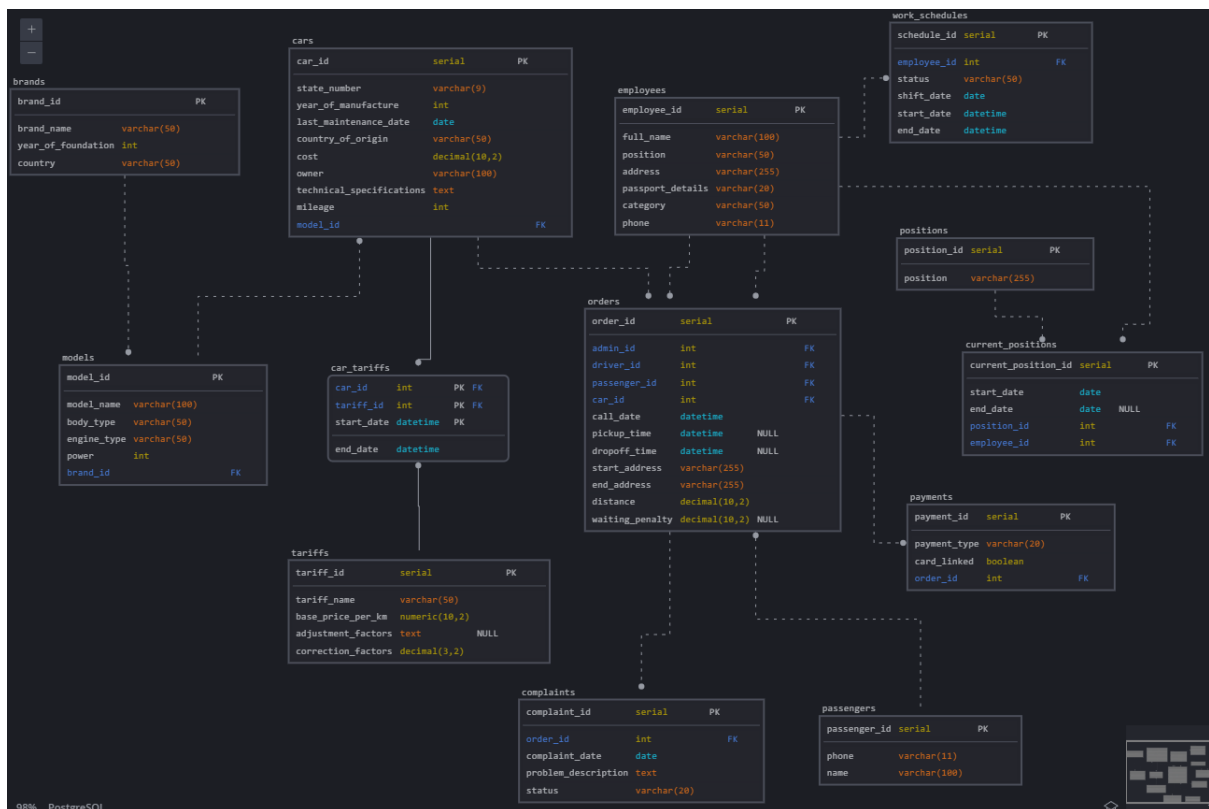 brands
brand_id PK
brand_name varchar(50)
year_of_foundation int
country varchar(50)
cars
car_id serial PK
state_number varchar(9)
year_of_manufacture int
last_maintenance_date date
country_of_origin varchar(50)
cost decimal(10,2)
owner varchar(100)
technical_specifications text
mileage int
model_id FK
employees
employee_id serial PK
full_name varchar(100)
position varchar(50)
address varchar(255)
passport_details varchar(20)
category varchar(50)
phone varchar(11)
work_schedules
schedule_id serial PK
employee_id int FK
status varchar(50)
shift_date date
start_date datetime
end_date datetime
positions
position_id serial PK
position varchar(255)
models
model_id PK
model_name varchar(100)
body_type varchar(50)
engine_type varchar(50)
power int
brand_id FK
car_tariffs
car_id int PK FK
tariff_id int PK FK
start_date datetime PK
end_date datetime
orders
order_id serial PK
admin_id int FK
driver_id int FK
passenger_id int FK
car_id int FK
call_date datetime
pickup_time datetime NULL
dropoff_time datetime NULL
start_address varchar(255)
end_address varchar(255)
distance decimal(10,2)
waiting_penalty decimal(10,2) NULL
current_positions
current_position_id serial PK
start_date date
end_date date NULL
position_id int FK
employee_id int FK
payments
payment_id serial PK
payment_type varchar(20)
card_linked boolean
order_id int FK
tariffs
tariff_id serial PK
tariff_name varchar(50)
base_price_per_km numeric(10,2)
adjustment_factors text NULL
correction_factors decimal(3,2)
complaints
complaint_id serial PK
order_id int FK
complaint_date date
problem_description text
status varchar(20)
passengers
passenger_id serial PK
phone varchar(11)
name varchar(100)
98% PostgreSQL